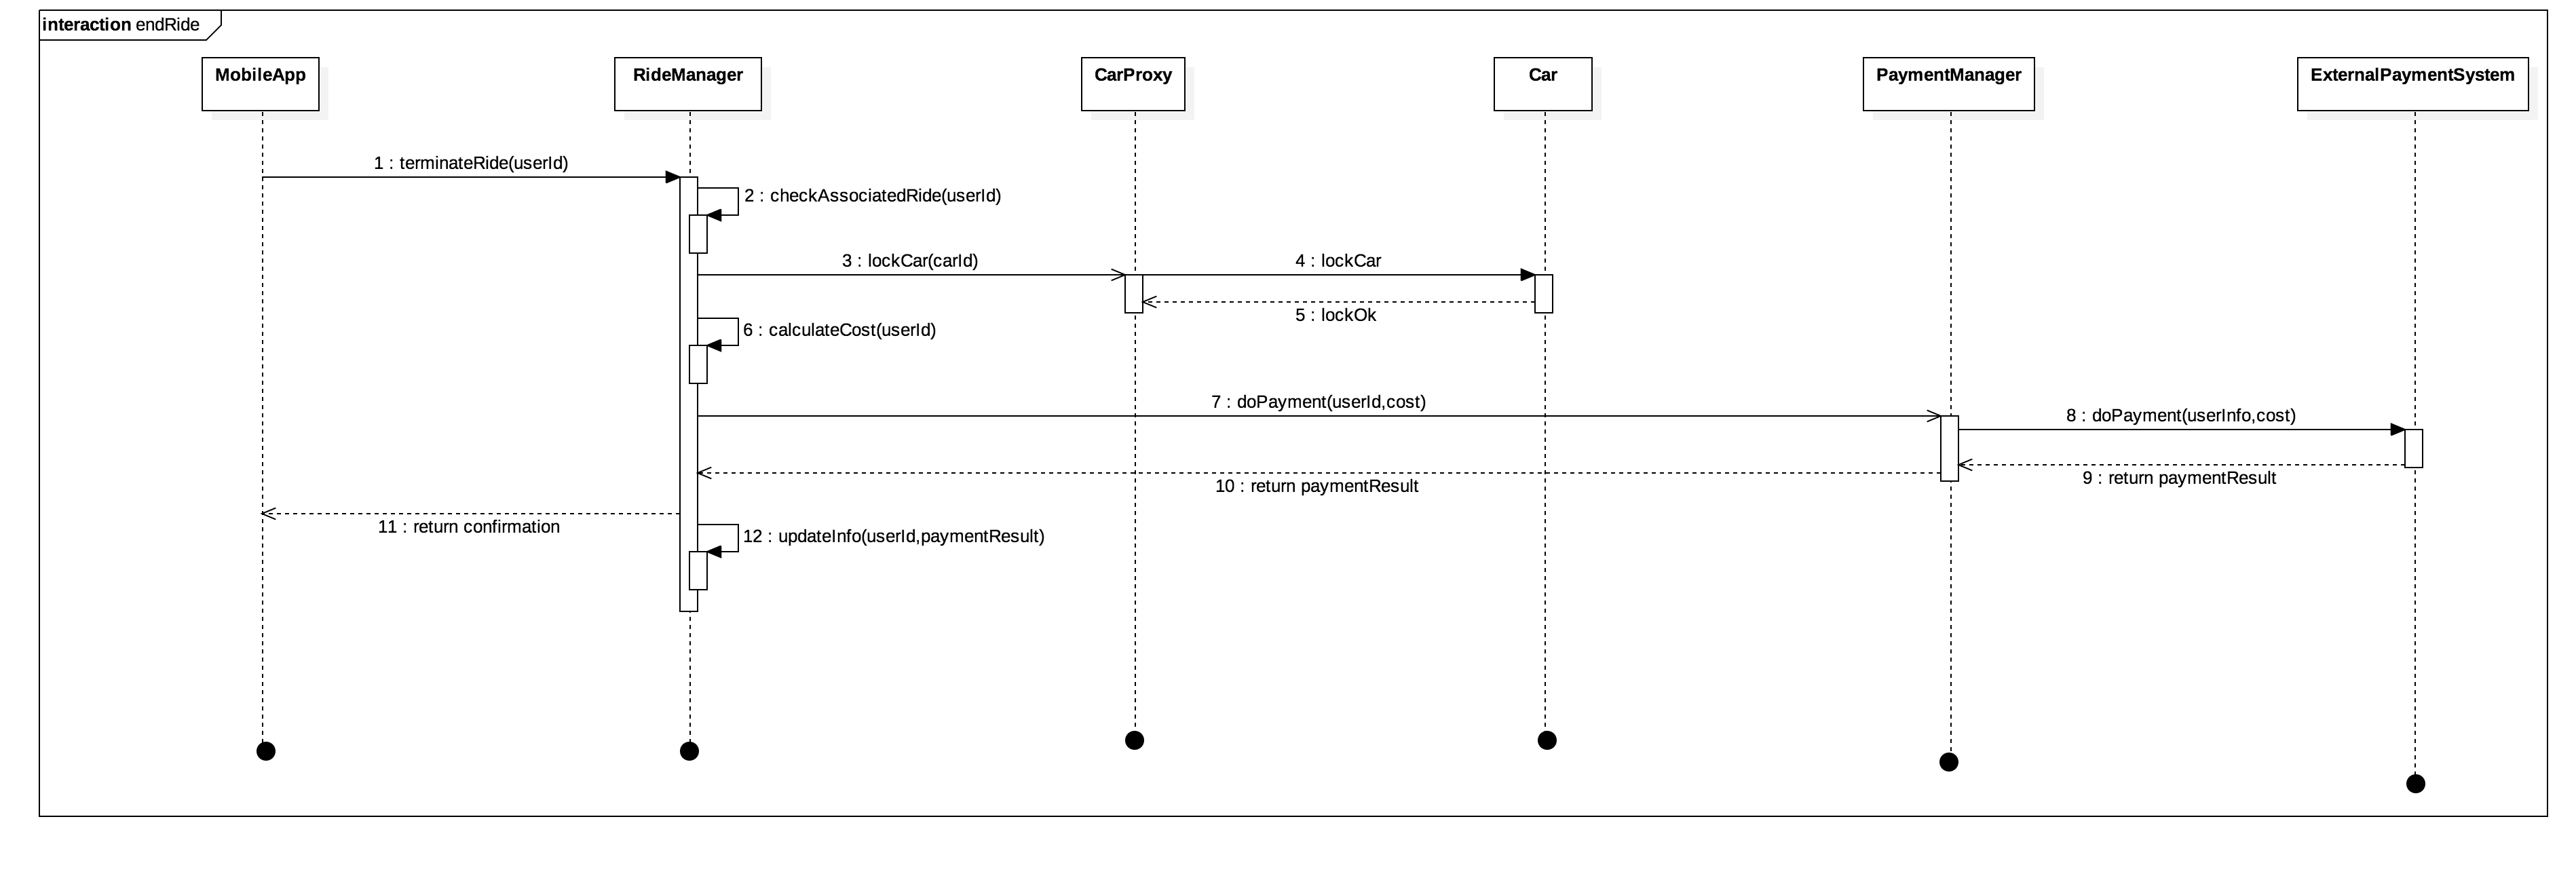 interaction endRide
MobileApp
RideManager
CarProxy
Car
PaymentManager
ExternalPaymentSystem
1 : terminateRide(userId)
2 : checkAssociatedRide(userId)
3 : lockCar(carId)
4 : lockCar
5 : lockOk
6 : calculateCost(userId)
7 : doPayment(userId,cost)
8 : doPayment(userInfo,cost)
9 : return paymentResult
10 : return paymentResult
11 : return confirmation
12 : updateInfo(userId,paymentResult)